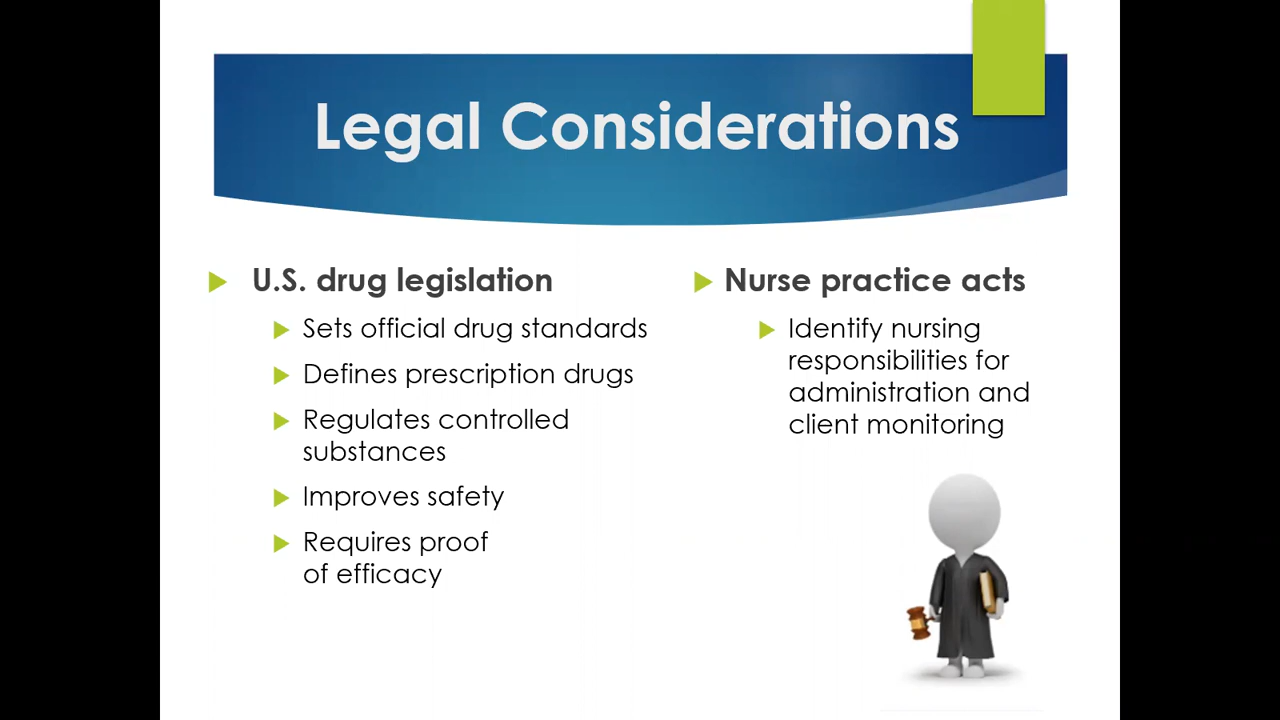 Legal Considerations
U.S. drug legislation
Sets official drug standards
Defines prescription drugs
Regulates controlled
substances
Improves safety
Requires proof
of efficacy
Nurse practice acts
Identify nursing
responsibilities for
administration and
client monitoring